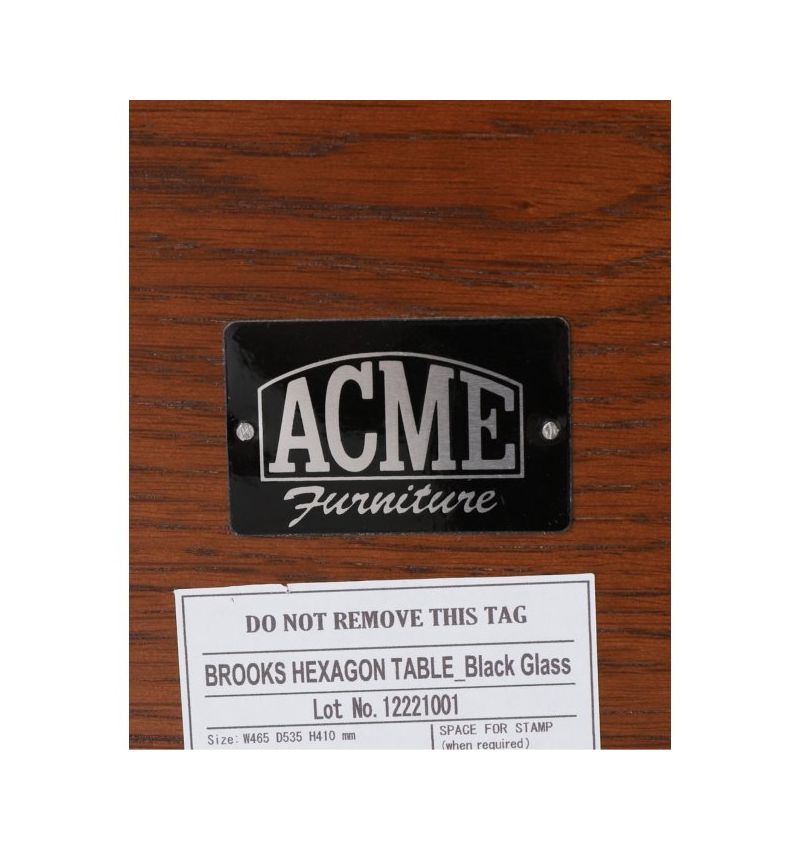 ACME
Furniture
DO NOT REMOVE THIS TAG
BROOKS HEXAGON TABLE_Black Glass
Lot No. 12221001
Size: W465 D535 H410 mm
SPACE FOR STAMP
(when required)